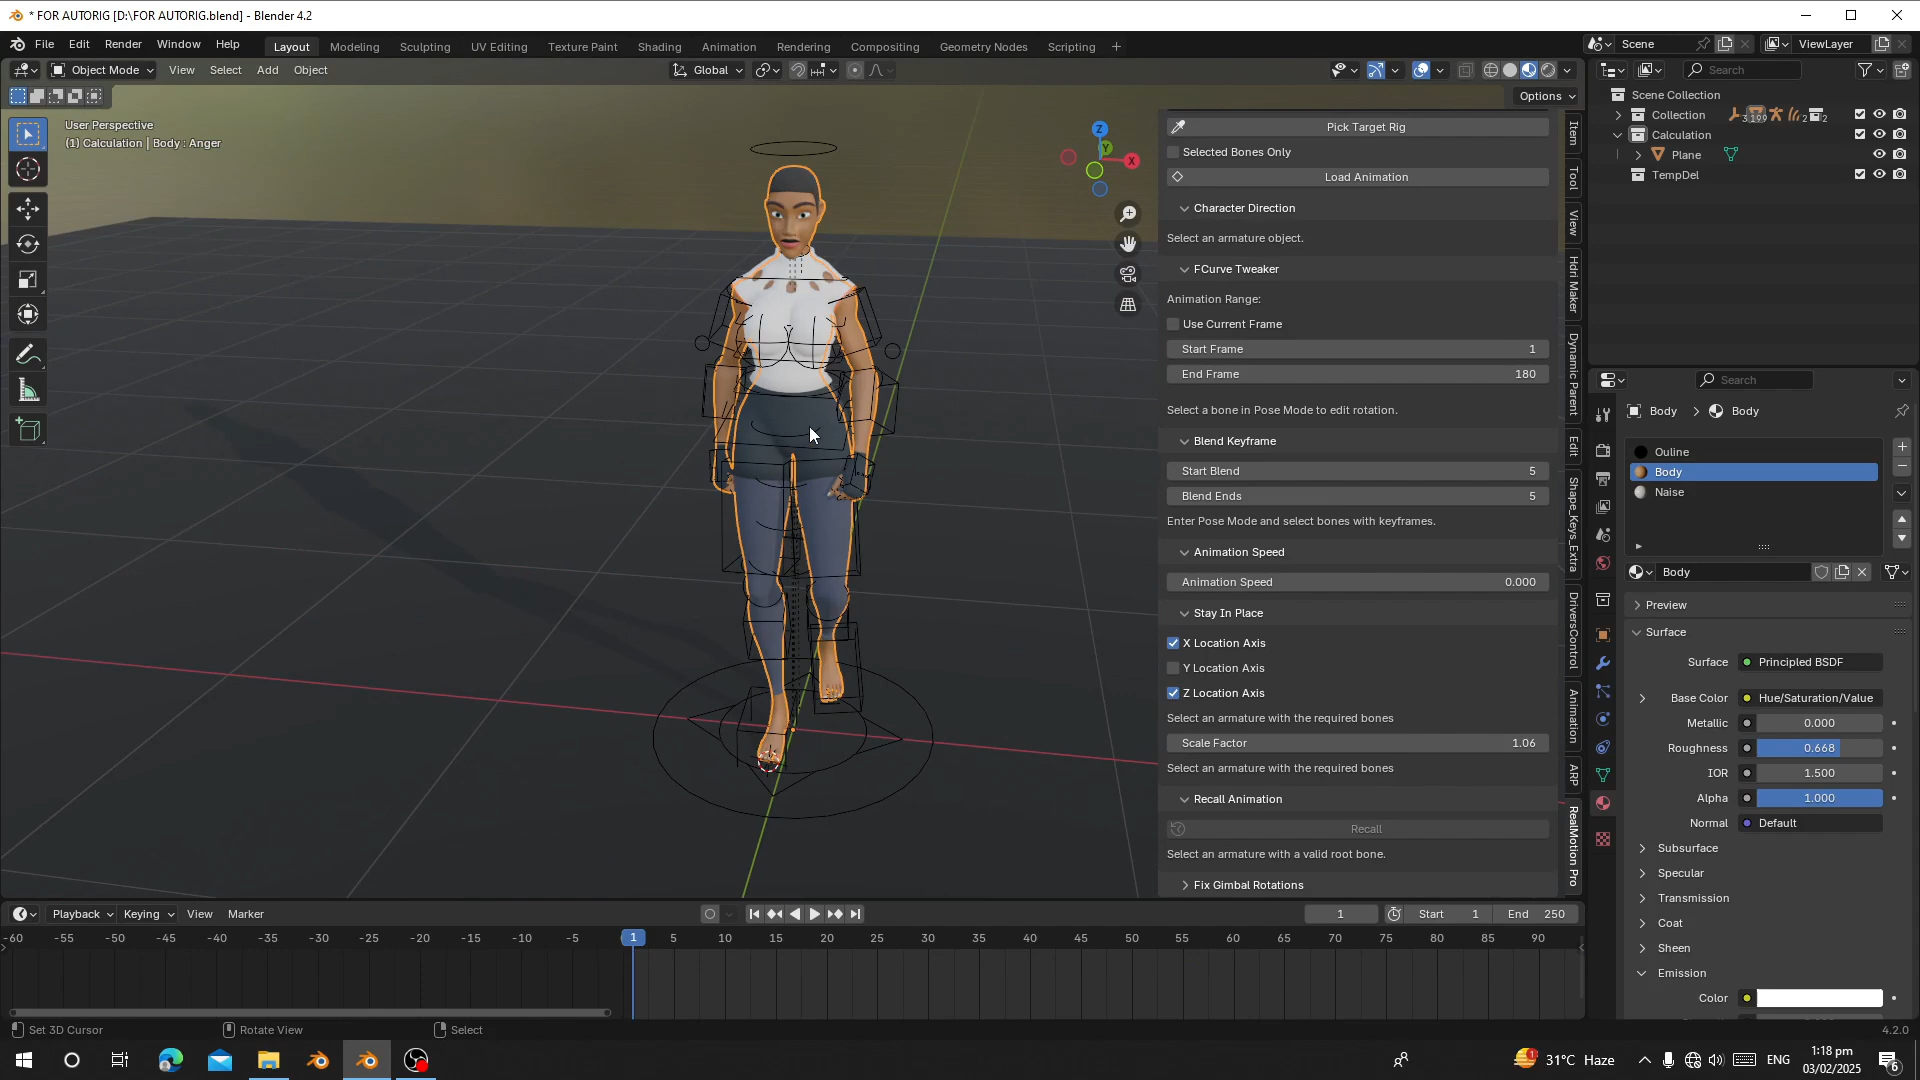 * FOR AUTORIG [D:\FOR AUTORIG.blend] - Blender 4.2
File Edit Render Window Help Layout Modeling Sculpting UV Editing Texture Paint Shading Animation Rendering Compositing Geometry Nodes Scripting + Scene ViewLayer
Object Mode View Select Add Object Global Search
Options
User Perspective
(1) Calculation | Body : Anger
Z
Y
X
Pick Target Rig
Selected Bones Only
Load Animation
Character Direction
Select an armature object.
FCurve Tweaker
Animation Range:
Use Current Frame
Start Frame 1
End Frame 180
Select a bone in Pose Mode to edit rotation.
Blend Keyframe
Start Blend 5
Blend Ends 5
Enter Pose Mode and select bones with keyframes.
Animation Speed
Animation Speed 0.000
Stay In Place
X Location Axis
Y Location Axis
Z Location Axis
Select an armature with the required bones
Scale Factor 1.06
Select an armature with the required bones
Recall Animation
Recall
Select an armature with a valid root bone.
Fix Gimbal Rotations
Item
Tool
View
Hdri Maker
Dynamic Parent
Edit
Shape_Keys_Extra
DriversControl
Animation
ARP
RealMotion Pro
Scene Collection
Collection 3 199 2 2
Calculation
Plane
TempDel
Search
Body > Body
Ouline
Body
Naise
Body
Preview
Surface
Surface Principled BSDF
Base Color Hue/Saturation/Value
Metallic 0.000
Roughness 0.668
IOR 1.500
Alpha 1.000
Normal Default
Subsurface
Specular
Transmission
Coat
Sheen
Emission
Color
Playback Keying View Marker 1 Start 1 End 250
-60 -55 -50 -45 -40 -35 -30 -25 -20 -15 -10 -5 1 5 10 15 20 25 30 35 40 45 50 55 60 65 70 75 80 85 90
Set 3D Cursor Rotate View Select 4.2.0
31°C Haze ENG 1:18 pm
03/02/2025 6